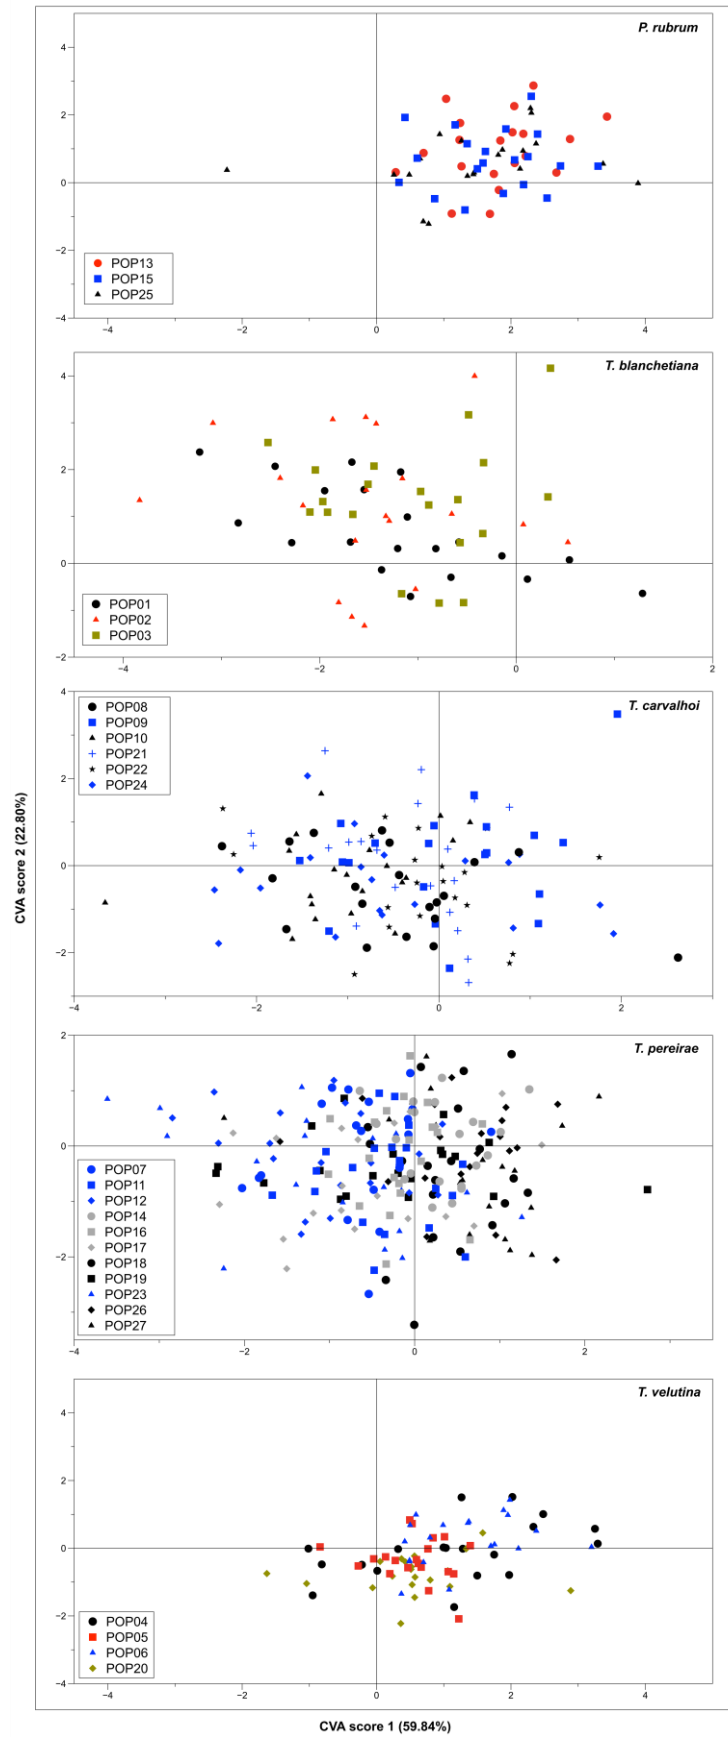 P. rubrum
4
2
0
−2
−4
POP13
POP15
POP25
−4 −2 0 2 4
T. blanchetiana
4
2
0
−2
POP01
POP02
POP03
−4 −2 0 2
T. carvalhoi
4
2
0
−2
−4
POP08
POP09
POP10
POP21
POP22
POP24
−4 −2 0 2
T. pereirae
2
0
−2
POP07
POP11
POP12
POP14
POP16
POP17
POP18
POP19
POP23
POP26
POP27
−4 −2 0 2
T. velutina
4
2
0
−2
−4
POP04
POP05
POP06
POP20
−4 −2 0 2 4
CVA score 2 (22.80%)
CVA score 1 (59.84%)